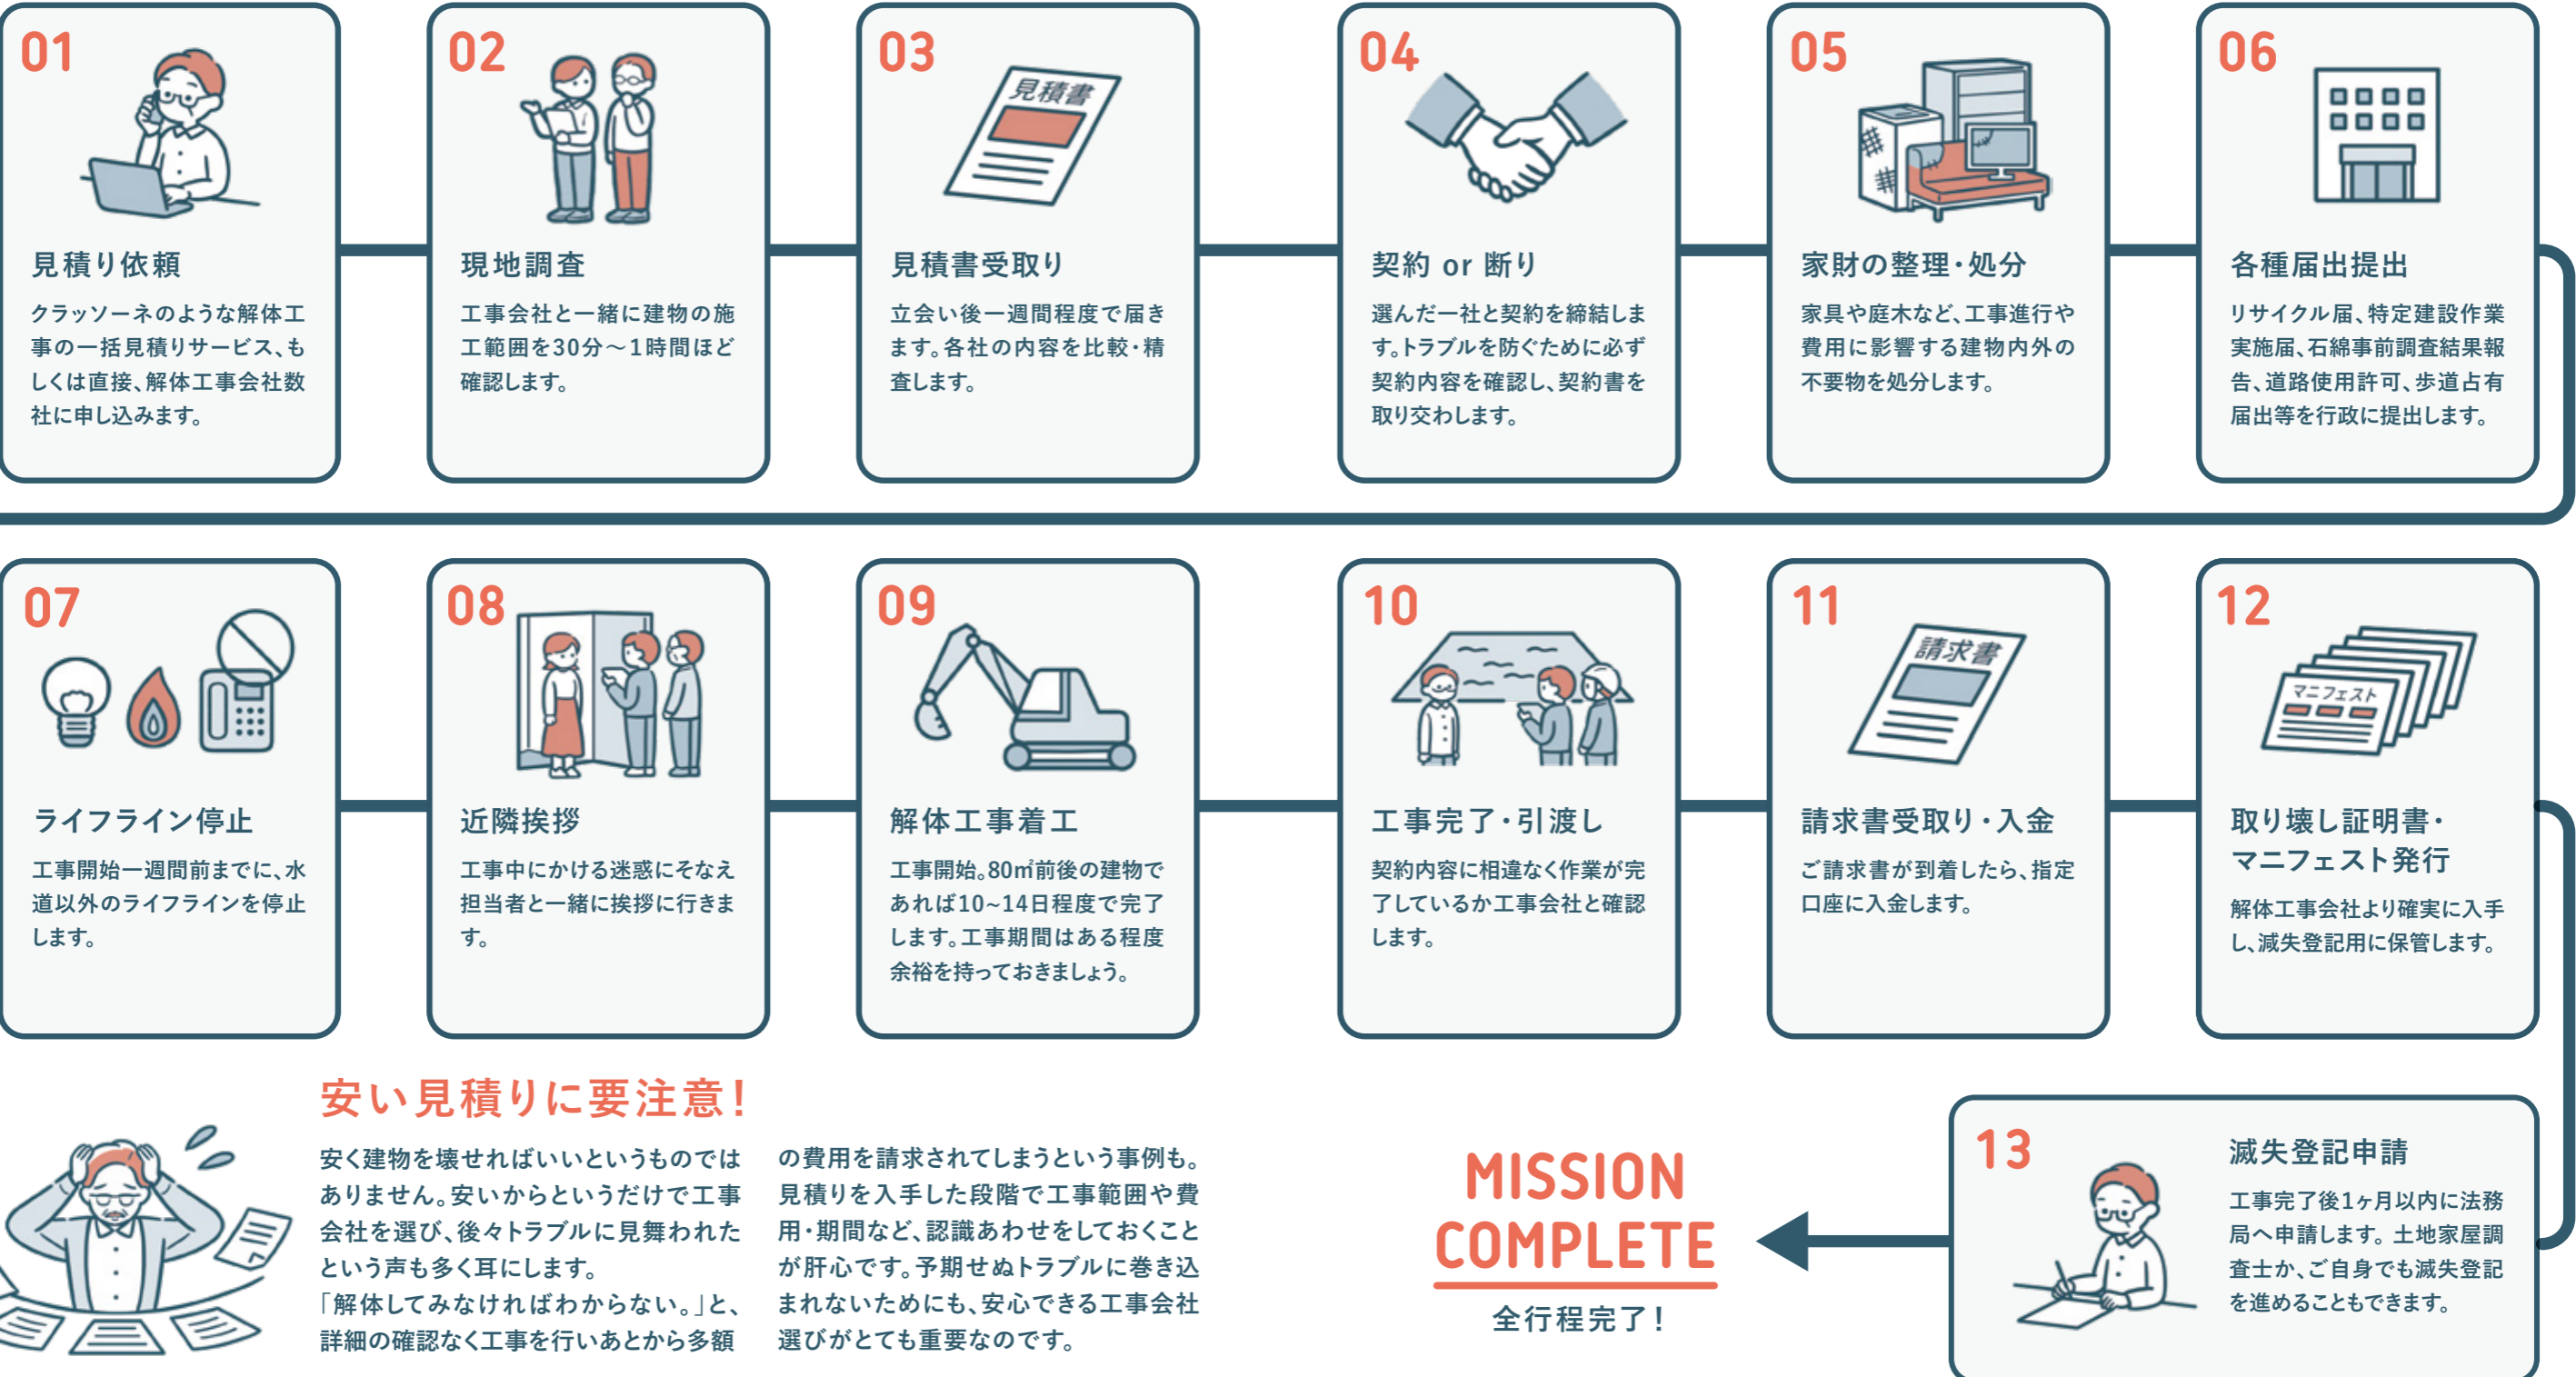 01
見積書
見積り依頼
クラッソーネのような解体工
事の一括見積りサービス、も
しくは直接、解体工事会社数
社に申し込みます。
02
現地調査
工事会社と一緒に建物の施
工範囲を30分〜1時間ほど
確認します。
03
見積書受取り
立会い後一週間程度で届き
ます。各社の内容を比較・精
査します。
04
契約 or 断り
選んだ一社と契約を締結しま
す。トラブルを防ぐために必ず
契約内容を確認し、契約書を
取り交わします。
05
家財の整理・処分
家具や庭木など、工事進行や
費用に影響する建物内外の
不要物を処分します。
06
各種届出提出
リサイクル届、特定建設作業
実施届、石綿事前調査結果報
告、道路使用許可、歩道占有
届出等を行政に提出します。
07
ライフライン停止
工事開始一週間前までに、水
道以外のライフラインを停止
します。
08
近隣挨拶
工事中にかける迷惑にそなえ
担当者と一緒に挨拶に行きま
す。
09
解体工事着工
工事開始。80㎡前後の建物で
あれば10~14日程度で完了
します。工事期間はある程度
余裕を持っておきましょう。
10
工事完了・引渡し
契約内容に相違なく作業が完
了しているか工事会社と確認
します。
11
請求書
請求書受取り・入金
ご請求書が到着したら、指定
口座に入金します。
12
マニフェスト
取り壊し証明書・
マニフェスト発行
解体工事会社より確実に入手
し、滅失登記用に保管します。
13
滅失登記申請
工事完了後1ヶ月以内に法務
局へ申請します。土地家屋調
査士か、ご自身でも滅失登記
を進めることもできます。
MISSION
COMPLETE
全行程完了！
安い見積りに要注意！
安く建物を壊せればいいというものでは
ありません。安いからというだけで工事
会社を選び、後々トラブルに見舞われた
という声も多く耳にします。
「解体してみなければわからない。」と、
詳細の確認なく工事を行いあとから多額
の費用を請求されてしまうという事例も。
見積りを入手した段階で工事範囲や費
用・期間など、認識あわせをしておくこと
が肝心です。予期せぬトラブルに巻き込
まれないためにも、安心できる工事会社
選びがとても重要なのです。